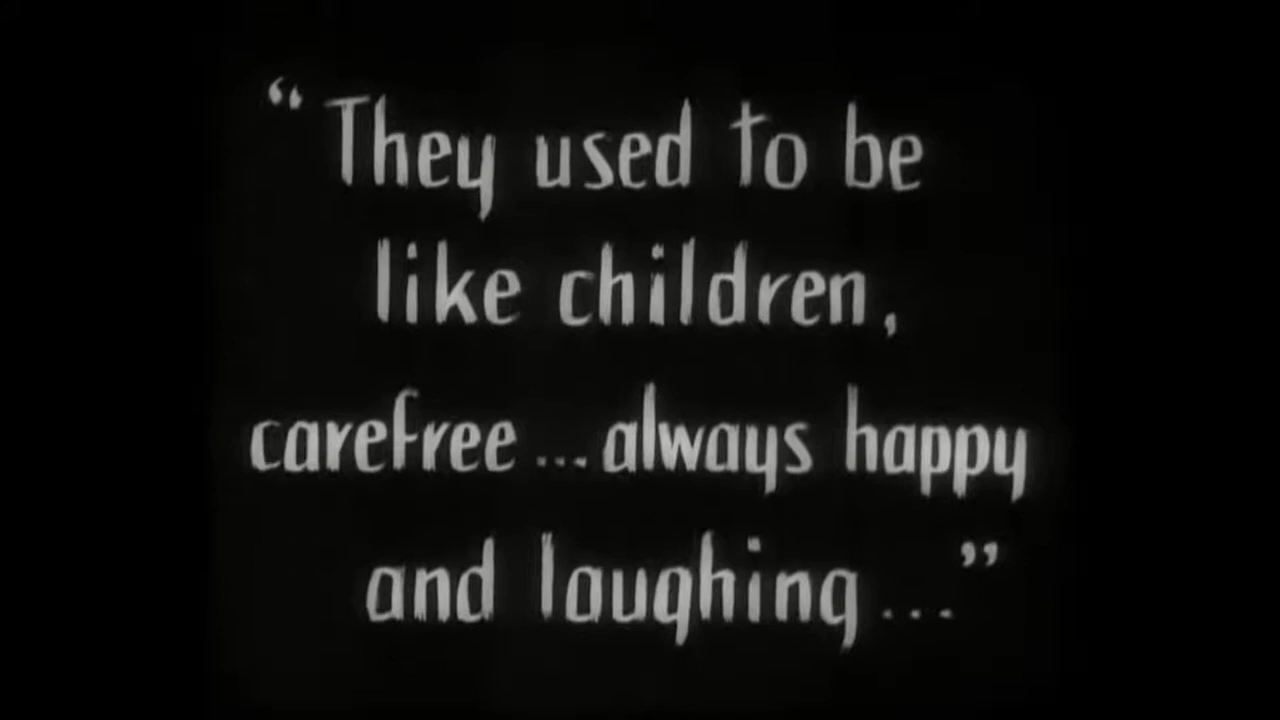 “They used to be
like children,
carefree...always happy
and laughing...”